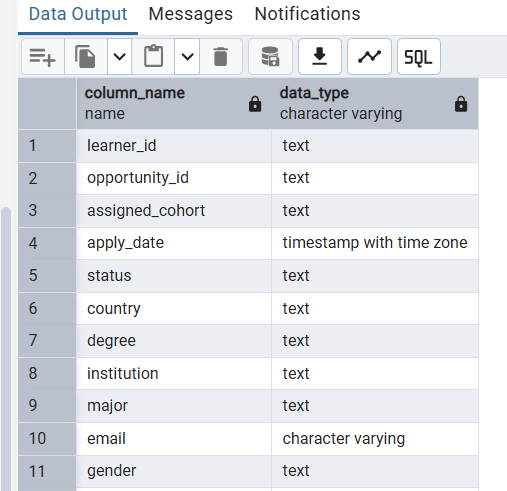 Data Output Messages Notifications
SQL
column_name data_type
name character varying
1 learner_id text
2 opportunity_id text
3 assigned_cohort text
4 apply_date timestamp with time zone
5 status text
6 country text
7 degree text
8 institution text
9 major text
10 email character varying
11 gender text